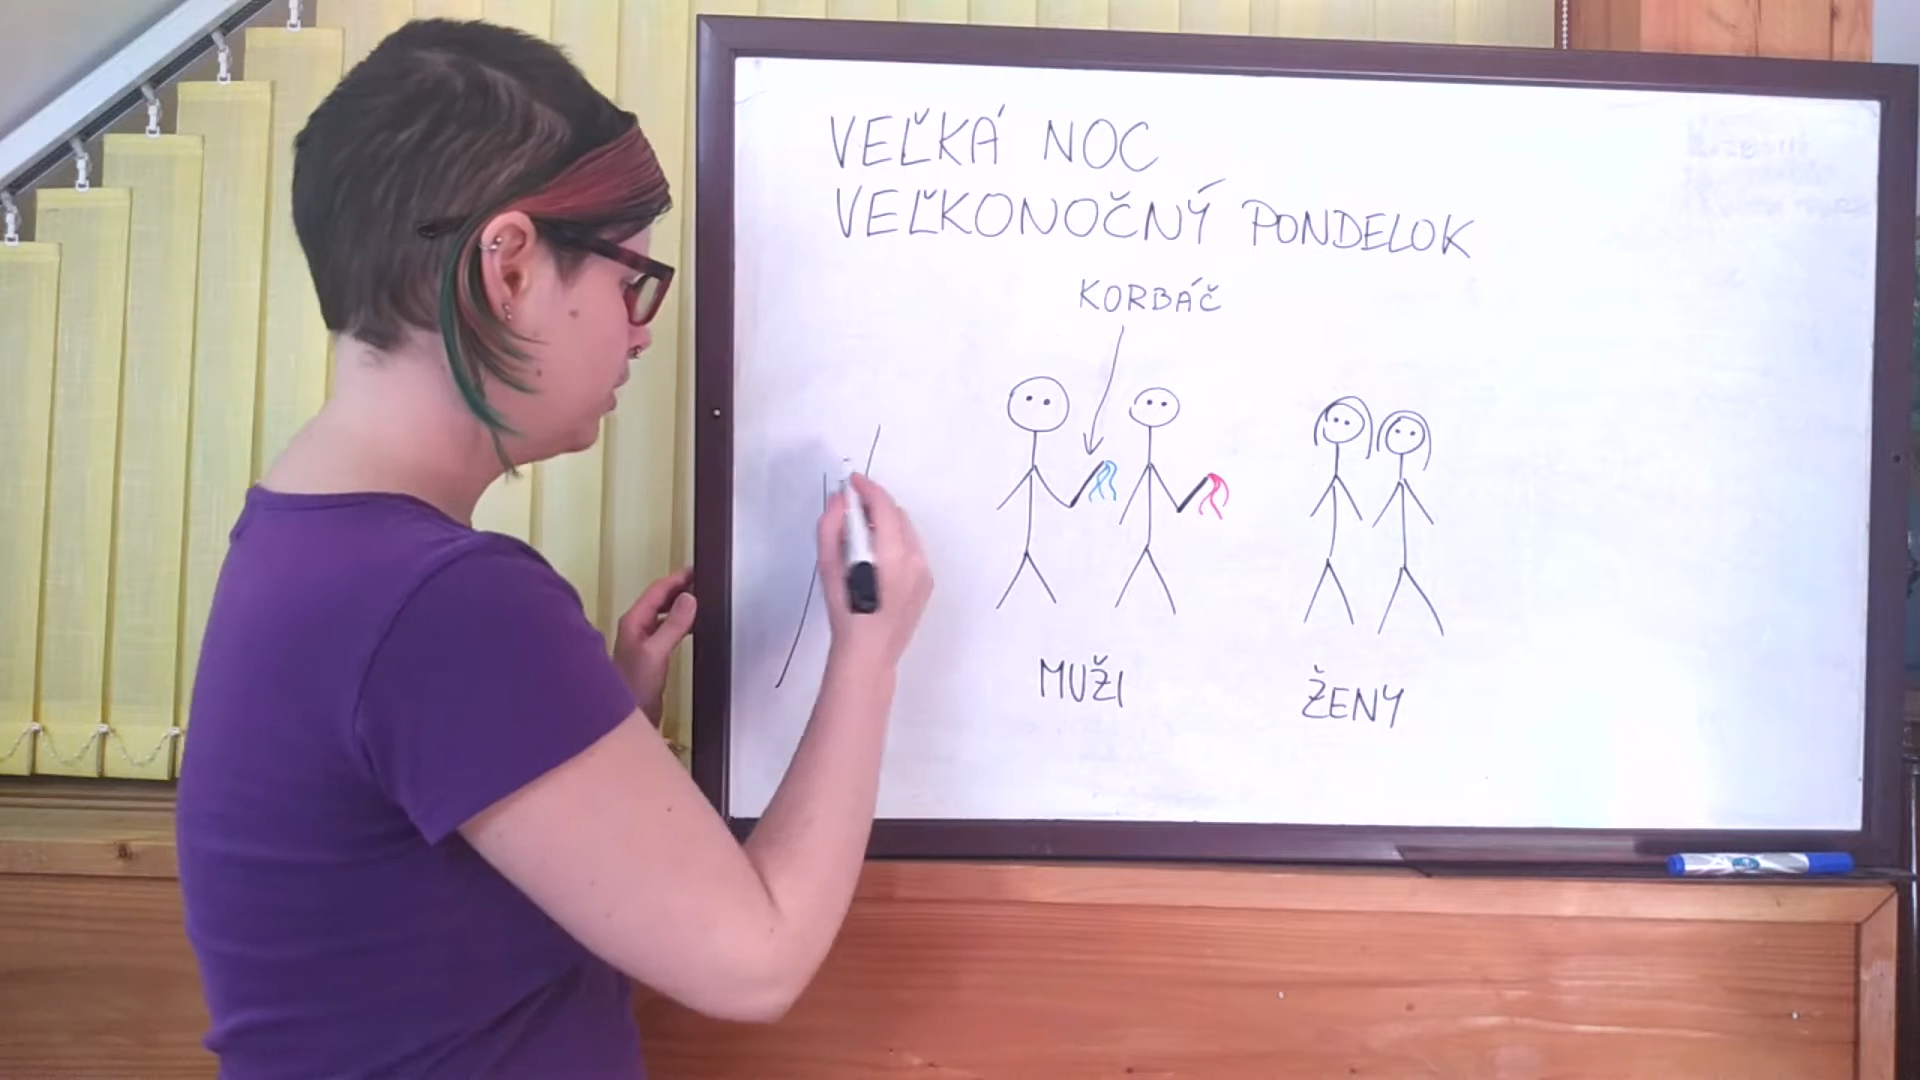 VEĽKÁ NOC
VEĽKONOČNÝ PONDELOK
KORBÁČ
MUŽI
ŽENY